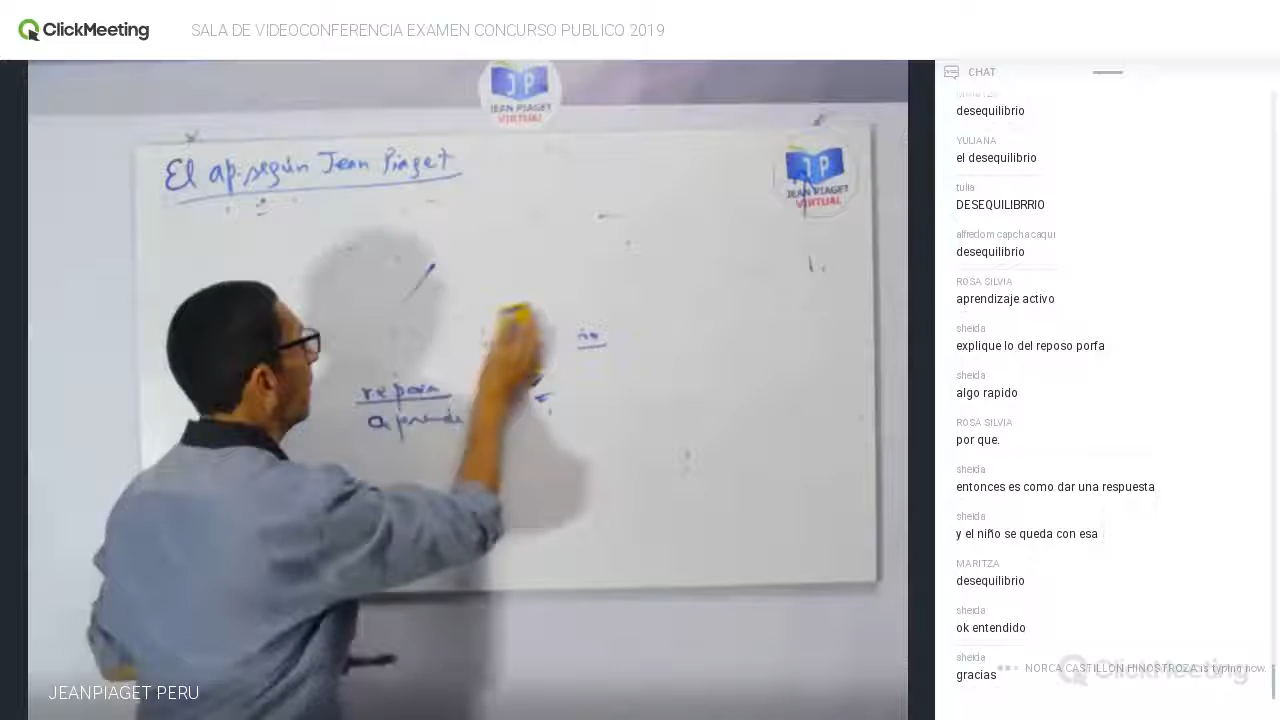 ClickMeeting
SALA DE VIDEOCONFERENCIA EXAMEN CONCURSO PUBLICO 2019
JP
JEAN PIAGET
VIRTUAL
El ap. según Jean Piaget
JP
JEAN PIAGET
VIRTUAL
aprende
JEANPIAGET PERU
CHAT
desequilibrio
YULIANA
el desequilibrio
tulia
DESEQUILIBRRIO
alfredom capcha caqui
desequilibrio
ROSA SILVIA
aprendizaje activo
sheida
explique lo del reposo porfa
sheida
algo rapido
ROSA SILVIA
por que.
sheida
entonces es como dar una respuesta
sheida
y el niño se queda con esa
MARITZA
desequilibrio
sheida
ok entendido
sheida
gracias
NORCA CASTILLON HINOSTROZA is typing now.
ClickMeeting